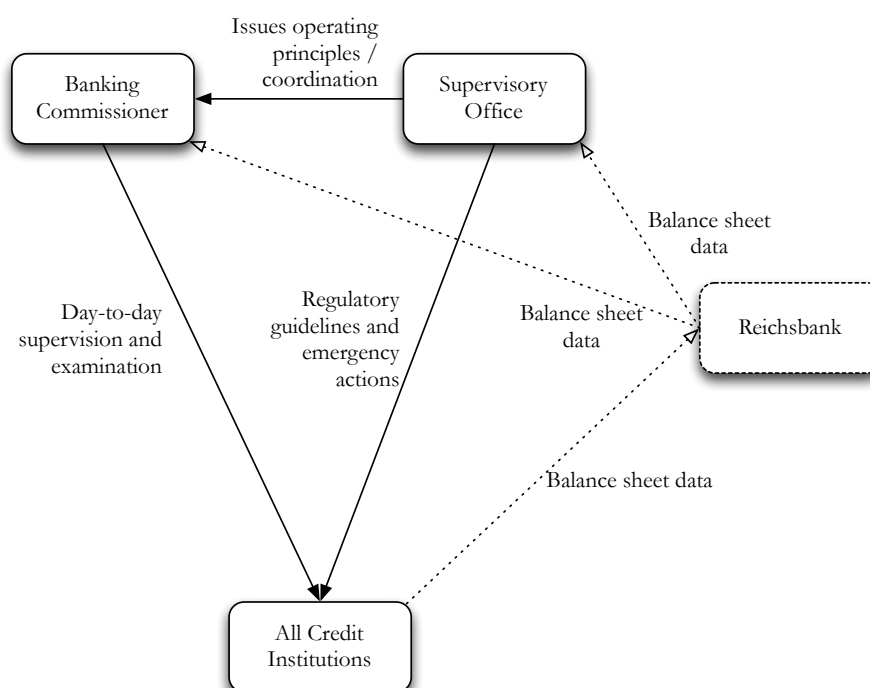 Issues operating
principles /
coordination
Banking
Commissioner
Supervisory
Office
Balance sheet
data
Day-to-day
supervision and
examination
Regulatory
guidelines and
emergency
actions
Balance sheet
data
Reichsbank
Balance sheet data
All Credit
Institutions